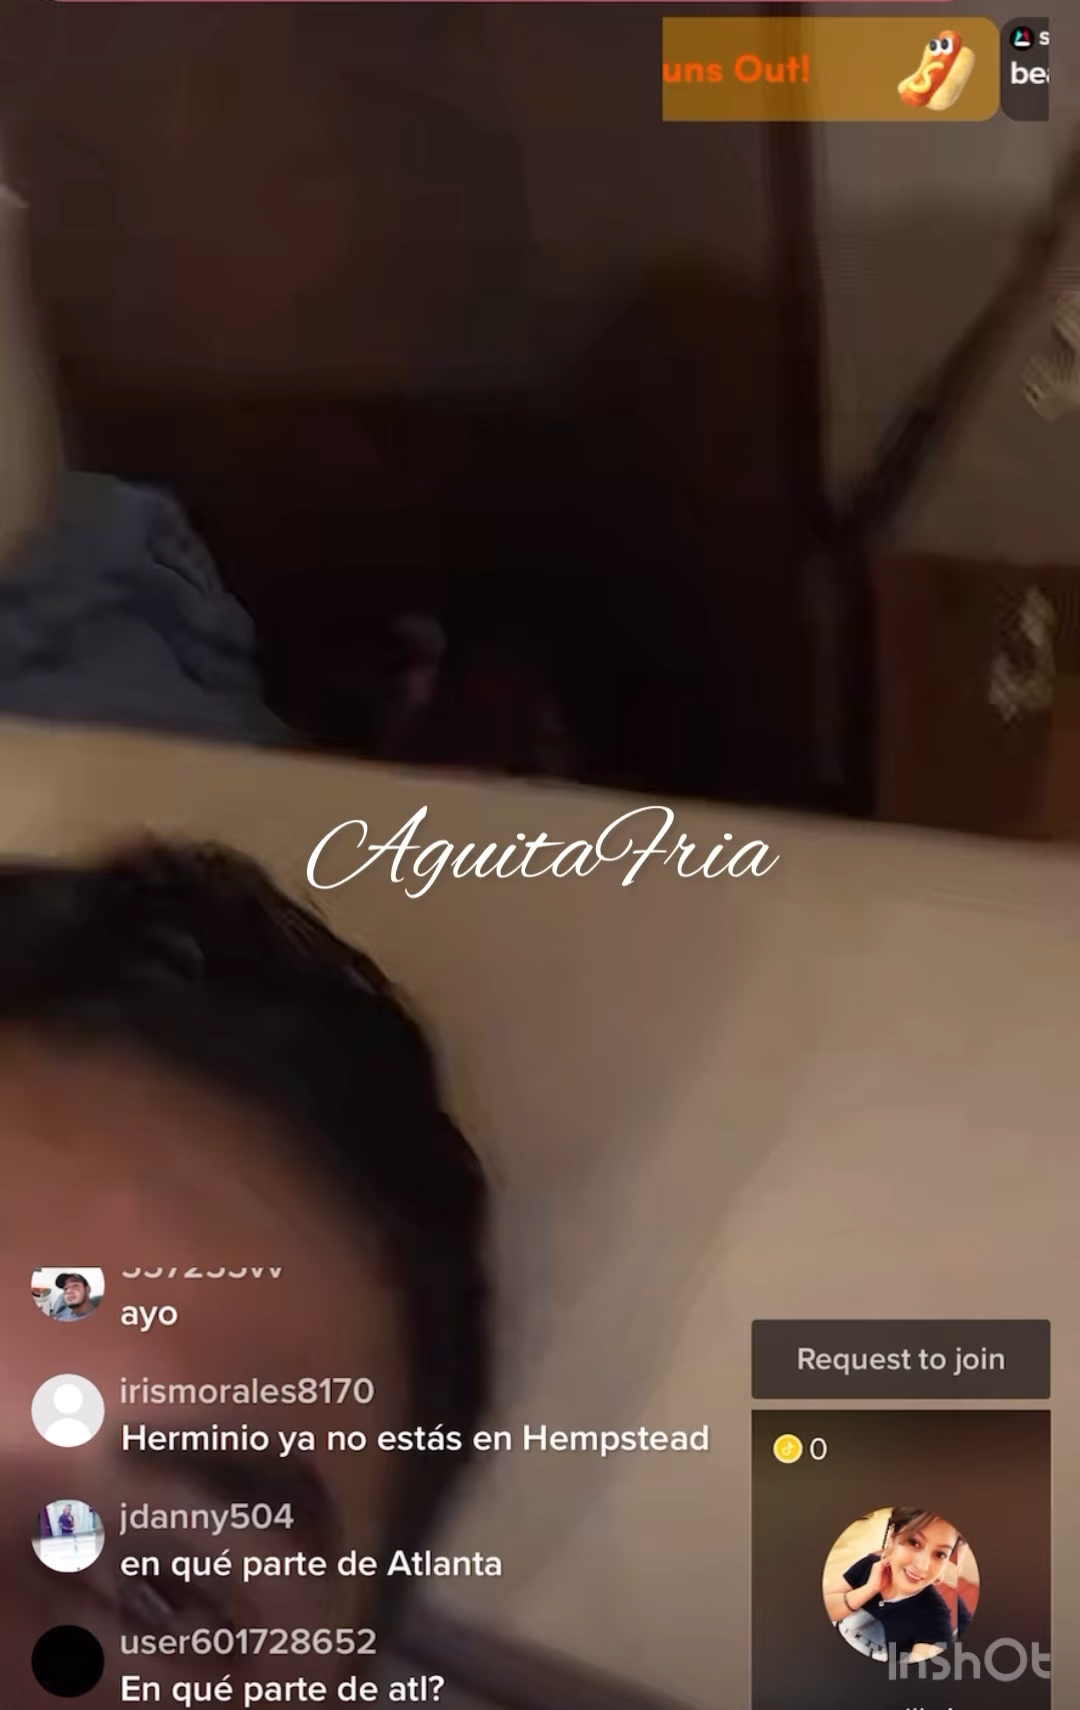 uns Out!
s
be
AguitaFria
ayo
irismorales8170
Herminio ya no estás en Hempstead
Request to join
0
jdanny504
en qué parte de Atlanta
user601728652
En qué parte de atl?
InShOt